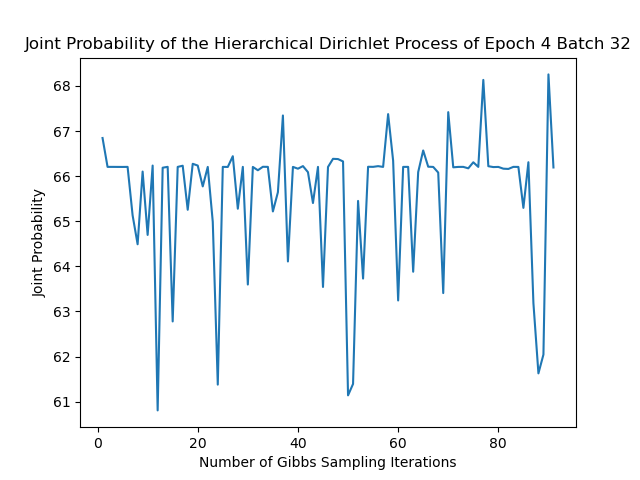 Joint Probability of the Hierarchical Dirichlet Process of Epoch 4 Batch 32
68
67
66
65
64
63
62
61
Joint Probability
0 20 40 60 80
Number of Gibbs Sampling Iterations